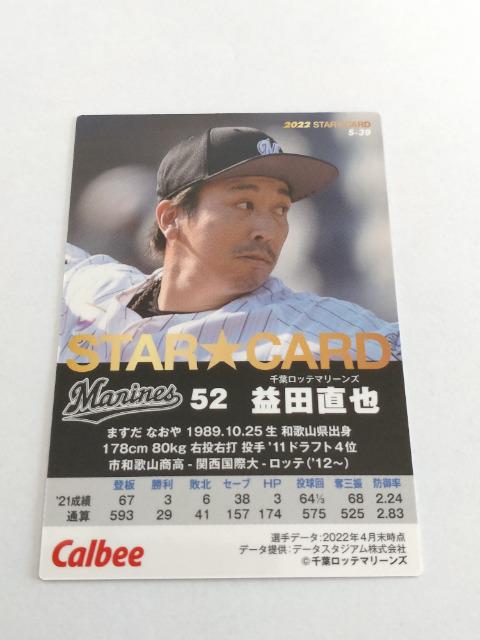 2022 STAR★CARD
S-39
M
STAR★CARD
千葉ロッテマリーンズ
Marines 52 益田直也
ますだ なおや 1989.10.25 生 和歌山県出身
178cm 80kg 右投右打 投手 '11ドラフト4位
市和歌山商高 - 関西国際大 - ロッテ('12～)
登板 勝利 敗北 セーブ HP 投球回 奪三振 防御率
'21成績 67 3 6 38 3 64⅓ 68 2.24
通算 593 29 41 157 174 575 525 2.83
Calbee
選手データ:2022年4月末時点
データ提供:データスタジアム株式会社
©千葉ロッテマリーンズ